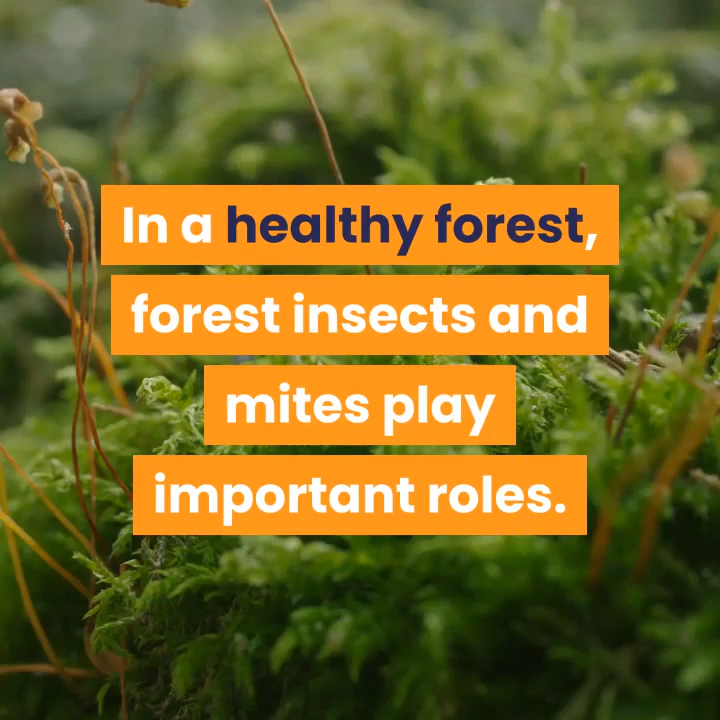 In a healthy forest,
forest insects and
mites play
important roles.